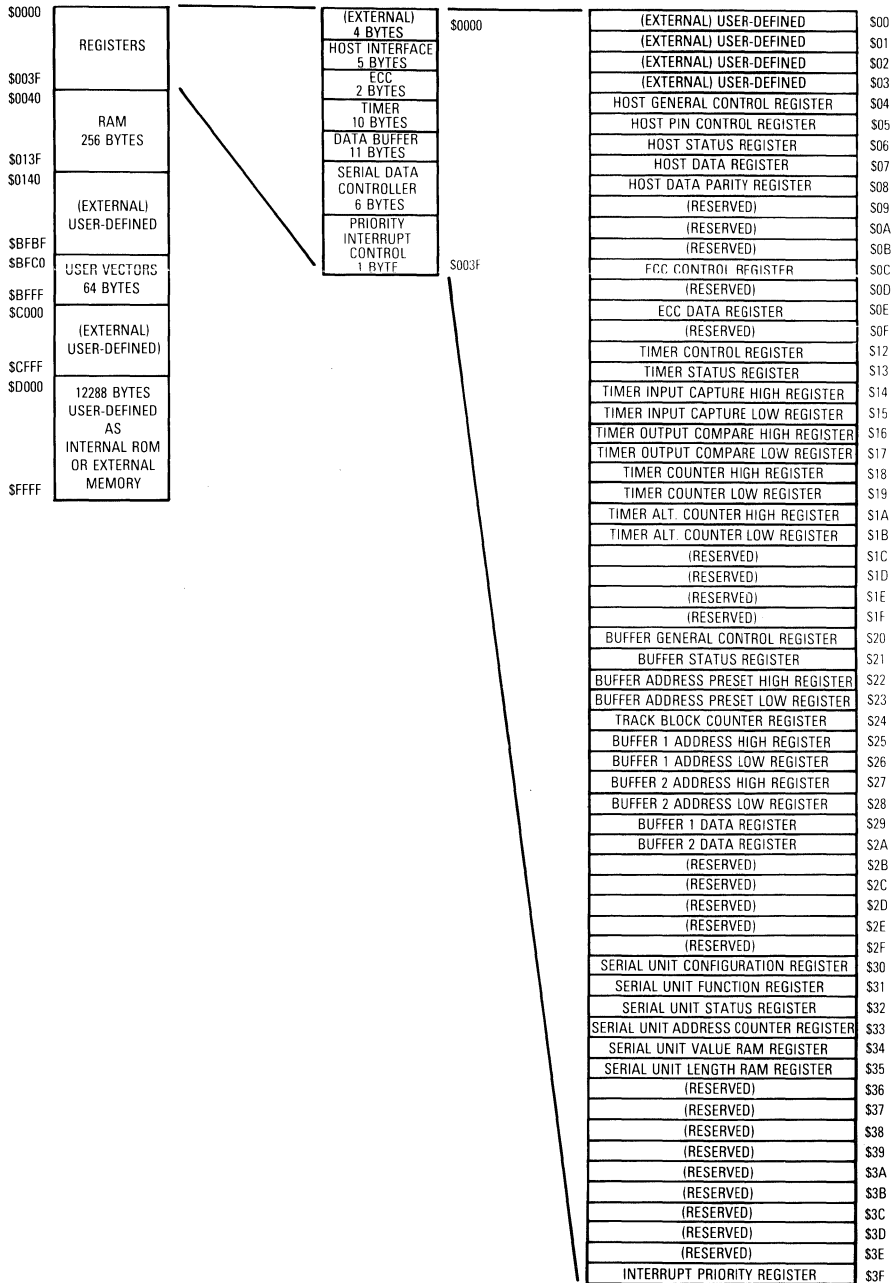 $0000
REGISTERS
$003F
$0040
RAM
256 BYTES
$013F
$0140
(EXTERNAL)
USER-DEFINED
$BFBF
$BFC0
USER VECTORS
64 BYTES
$BFFF
$C000
(EXTERNAL)
USER-DEFINED)
$CFFF
$D000
12288 BYTES
USER-DEFINED
AS
INTERNAL ROM
OR EXTERNAL
MEMORY
$FFFF
(EXTERNAL)
4 BYTES
$0000
HOST INTERFACE
5 BYTES
ECC
2 BYTES
TIMER
10 BYTES
DATA BUFFER
11 BYTES
SERIAL DATA
CONTROLLER
6 BYTES
PRIORITY
INTERRUPT
CONTROL
1 BYTE
$003F
(EXTERNAL) USER-DEFINED $00
(EXTERNAL) USER-DEFINED $01
(EXTERNAL) USER-DEFINED $02
(EXTERNAL) USER-DEFINED $03
HOST GENERAL CONTROL REGISTER $04
HOST PIN CONTROL REGISTER $05
HOST STATUS REGISTER $06
HOST DATA REGISTER $07
HOST DATA PARITY REGISTER $08
(RESERVED) $09
(RESERVED) $0A
(RESERVED) $0B
ECC CONTROL REGISTER $0C
(RESERVED) $0D
ECC DATA REGISTER $0E
(RESERVED) $0F
TIMER CONTROL REGISTER $12
TIMER STATUS REGISTER $13
TIMER INPUT CAPTURE HIGH REGISTER $14
TIMER INPUT CAPTURE LOW REGISTER $15
TIMER OUTPUT COMPARE HIGH REGISTER $16
TIMER OUTPUT COMPARE LOW REGISTER $17
TIMER COUNTER HIGH REGISTER $18
TIMER COUNTER LOW REGISTER $19
TIMER ALT. COUNTER HIGH REGISTER $1A
TIMER ALT. COUNTER LOW REGISTER $1B
(RESERVED) $1C
(RESERVED) $1D
(RESERVED) $1E
(RESERVED) $1F
BUFFER GENERAL CONTROL REGISTER $20
BUFFER STATUS REGISTER $21
BUFFER ADDRESS PRESET HIGH REGISTER $22
BUFFER ADDRESS PRESET LOW REGISTER $23
TRACK BLOCK COUNTER REGISTER $24
BUFFER 1 ADDRESS HIGH REGISTER $25
BUFFER 1 ADDRESS LOW REGISTER $26
BUFFER 2 ADDRESS HIGH REGISTER $27
BUFFER 2 ADDRESS LOW REGISTER $28
BUFFER 1 DATA REGISTER $29
BUFFER 2 DATA REGISTER $2A
(RESERVED) $2B
(RESERVED) $2C
(RESERVED) $2D
(RESERVED) $2E
(RESERVED) $2F
SERIAL UNIT CONFIGURATION REGISTER $30
SERIAL UNIT FUNCTION REGISTER $31
SERIAL UNIT STATUS REGISTER $32
SERIAL UNIT ADDRESS COUNTER REGISTER $33
SERIAL UNIT VALUE RAM REGISTER $34
SERIAL UNIT LENGTH RAM REGISTER $35
(RESERVED) $36
(RESERVED) $37
(RESERVED) $38
(RESERVED) $39
(RESERVED) $3A
(RESERVED) $3B
(RESERVED) $3C
(RESERVED) $3D
(RESERVED) $3E
INTERRUPT PRIORITY REGISTER $3F